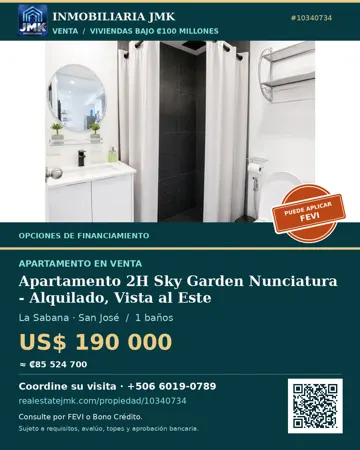 JMK
INMOBILIARIA JMK
#10340734
VENTA / VIVIENDAS BAJO ₡100 MILLONES
PUEDE APLICAR
FEVI
OPCIONES DE FINANCIAMIENTO
APARTAMENTO EN VENTA
Apartamento 2H Sky Garden Nunciatura
- Alquilado, Vista al Este
La Sabana · San José / 1 baños
US$ 190 000
≈ ₡85 524 700
Coordine su visita · +506 6019-0789
realestatejmk.com/propiedad/10340734
Consulte por FEVI o Bono Crédito.
Sujeto a requisitos, avalúo, topes y aprobación bancaria.